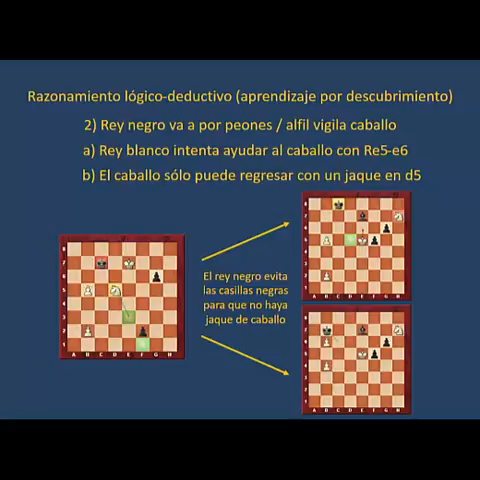 Razonamiento lógico-deductivo (aprendizaje por descubrimiento)
2) Rey negro va a por peones / alfil vigila caballo
a) Rey blanco intenta ayudar al caballo con Re5-e6
b) El caballo sólo puede regresar con un jaque en d5
El rey negro evita
las casillas negras
para que no haya
jaque de caballo